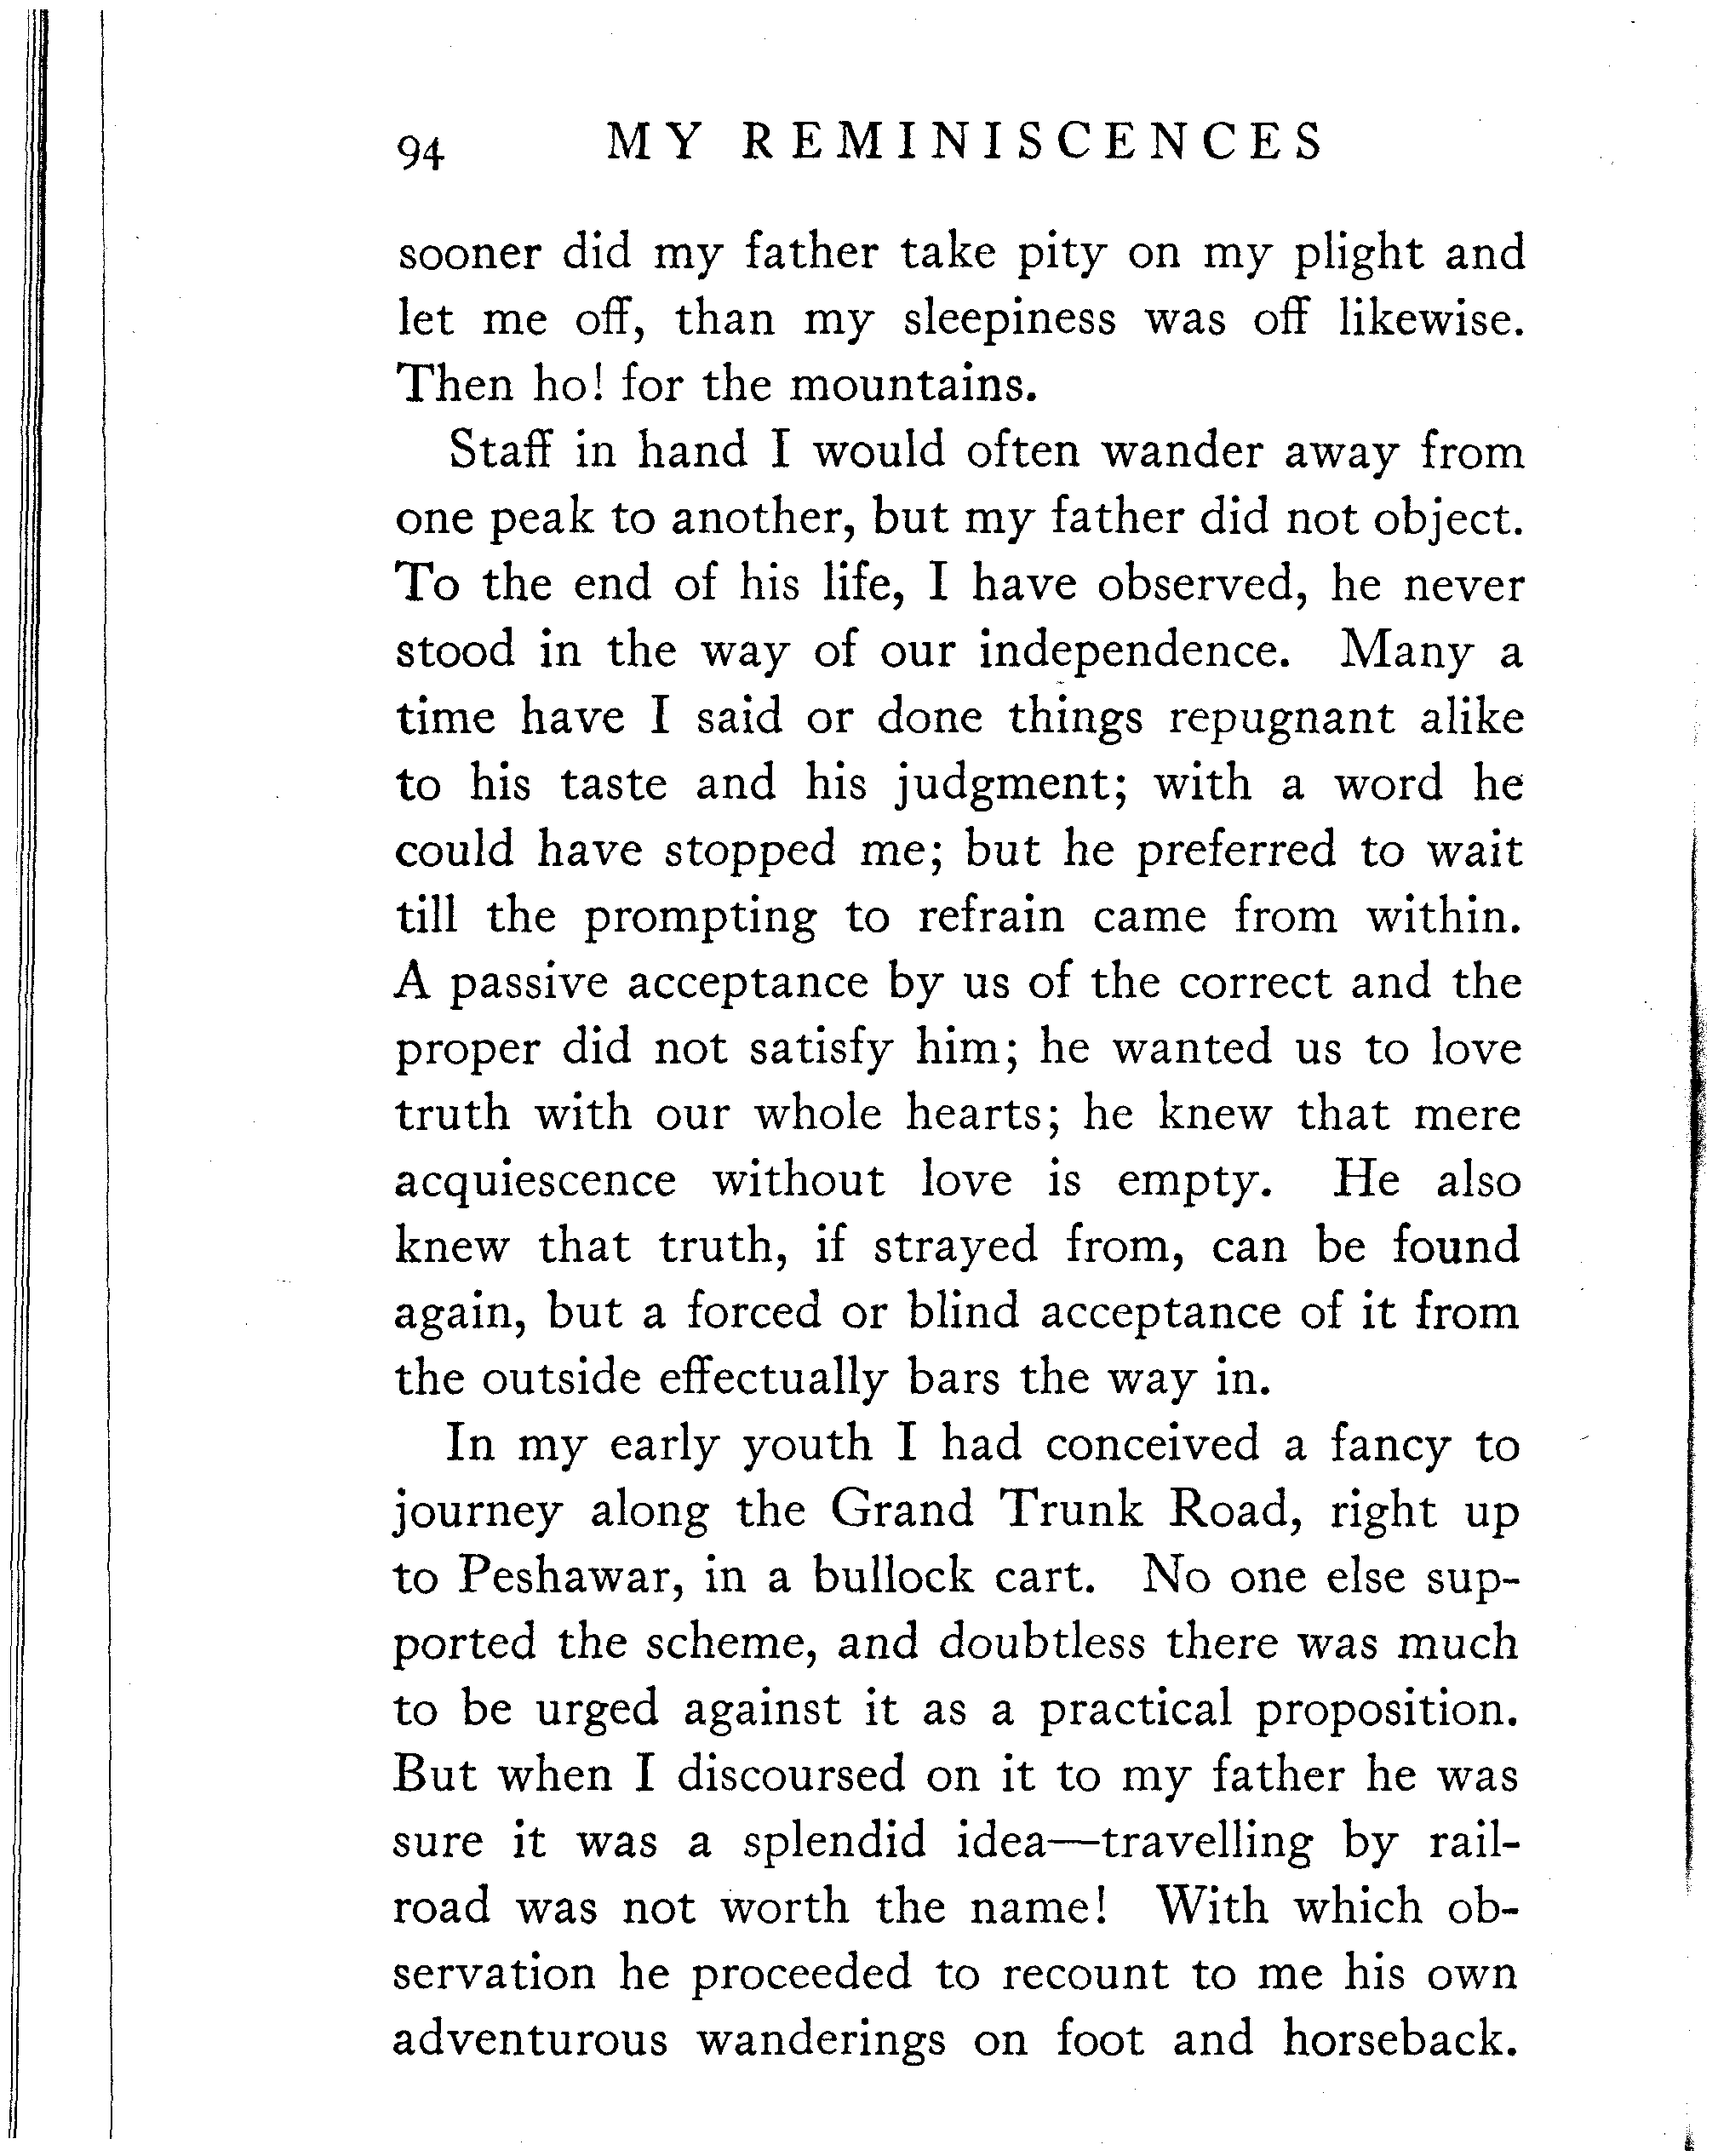 94 MY REMINISCENCES
sooner did my father take pity on my plight and
let me off, than my sleepiness was off likewise.
Then ho! for the mountains.
Staff in hand I would often wander away from
one peak to another, but my father did not object.
To the end of his life, I have observed, he never
stood in the way of our independence. Many a
time have I said or done things repugnant alike
to his taste and his judgment; with a word he
could have stopped me; but he preferred to wait
till the prompting to refrain came from within.
A passive acceptance by us of the correct and the
proper did not satisfy him; he wanted us to love
truth with our whole hearts; he knew that mere
acquiescence without love is empty. He also
knew that truth, if strayed from, can be found
again, but a forced or blind acceptance of it from
the outside effectually bars the way in.
In my early youth I had conceived a fancy to
journey along the Grand Trunk Road, right up
to Peshawar, in a bullock cart. No one else sup-
ported the scheme, and doubtless there was much
to be urged against it as a practical proposition.
But when I discoursed on it to my father he was
sure it was a splendid idea—travelling by rail-
road was not worth the name! With which ob-
servation he proceeded to recount to me his own
adventurous wanderings on foot and horseback.